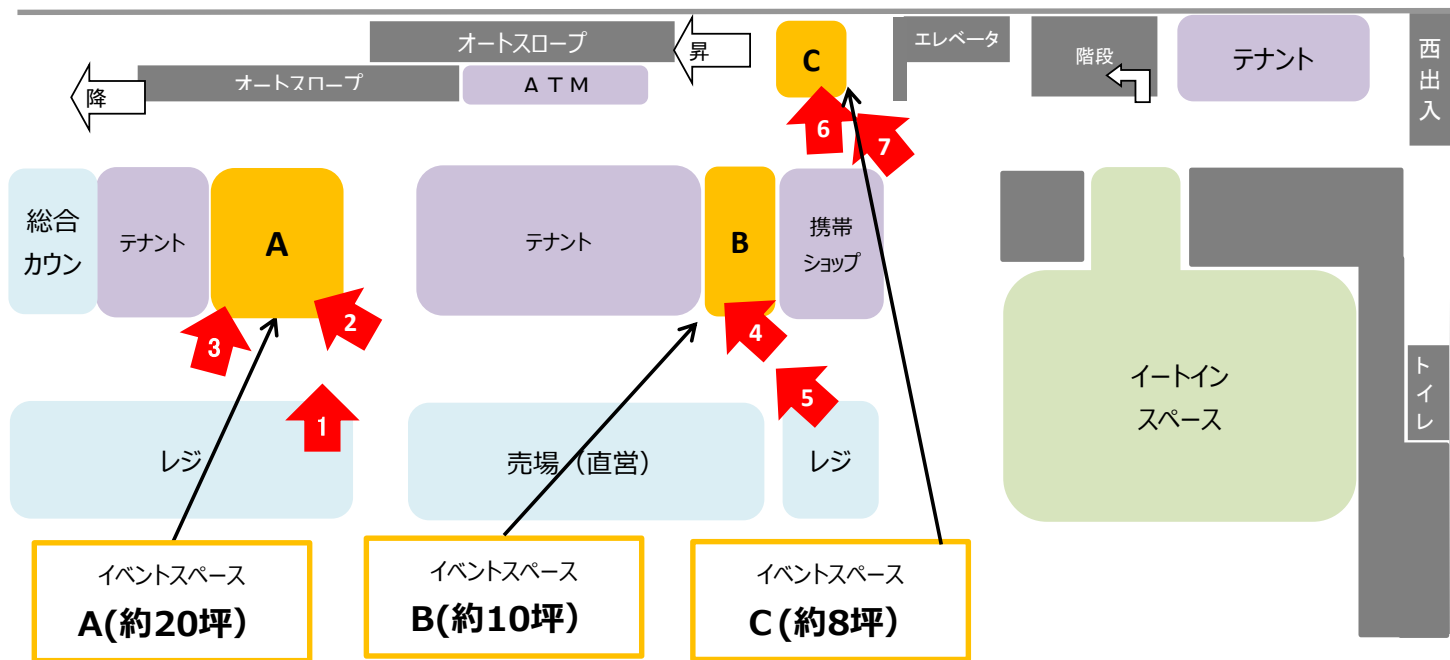 オートスロープ
昇
C
エレベータ
階段
テナント
西出入
降
オートスロープ
ＡＴＭ
6
7
総合
カウン
テナント
A
テナント
B
携帯
ショップ
3
2
4
5
1
イートイン
スペース
トイレ
レジ
売場（直営）
レジ
イベントスペース
A(約20坪）
イベントスペース
B(約10坪）
イベントスペース
Ｃ(約8坪）